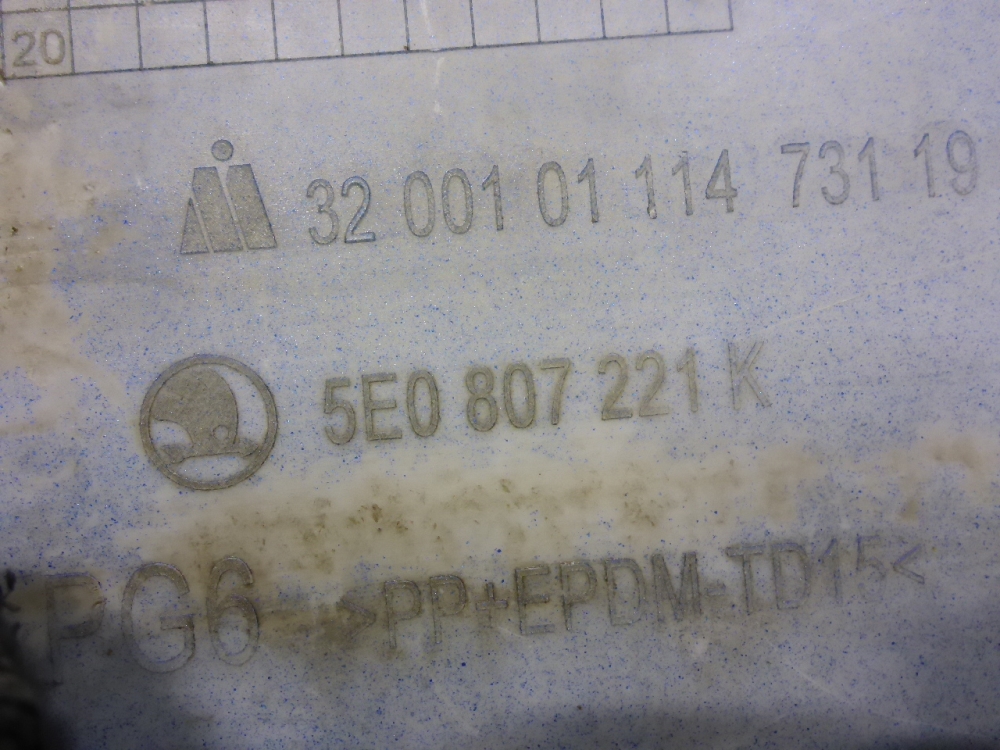 20
32 001 01 114 731 19
5E0 807 221 K
PG6 >PP+EPDM-TD15<